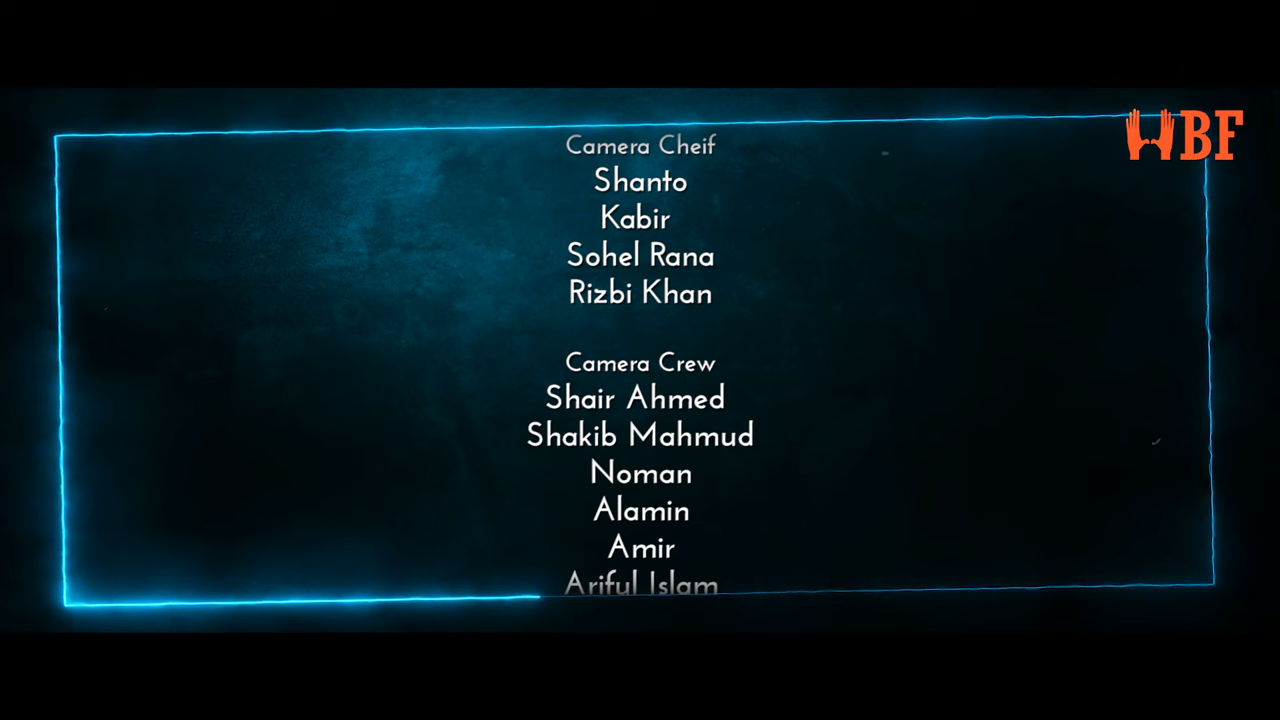 Camera Cheif
HBF
Shanto
Kabir
Sohel Rana
Rizbi Khan
Camera Crew
Shair Ahmed
Shakib Mahmud
Noman
Alamin
Amir
Ariful Islam